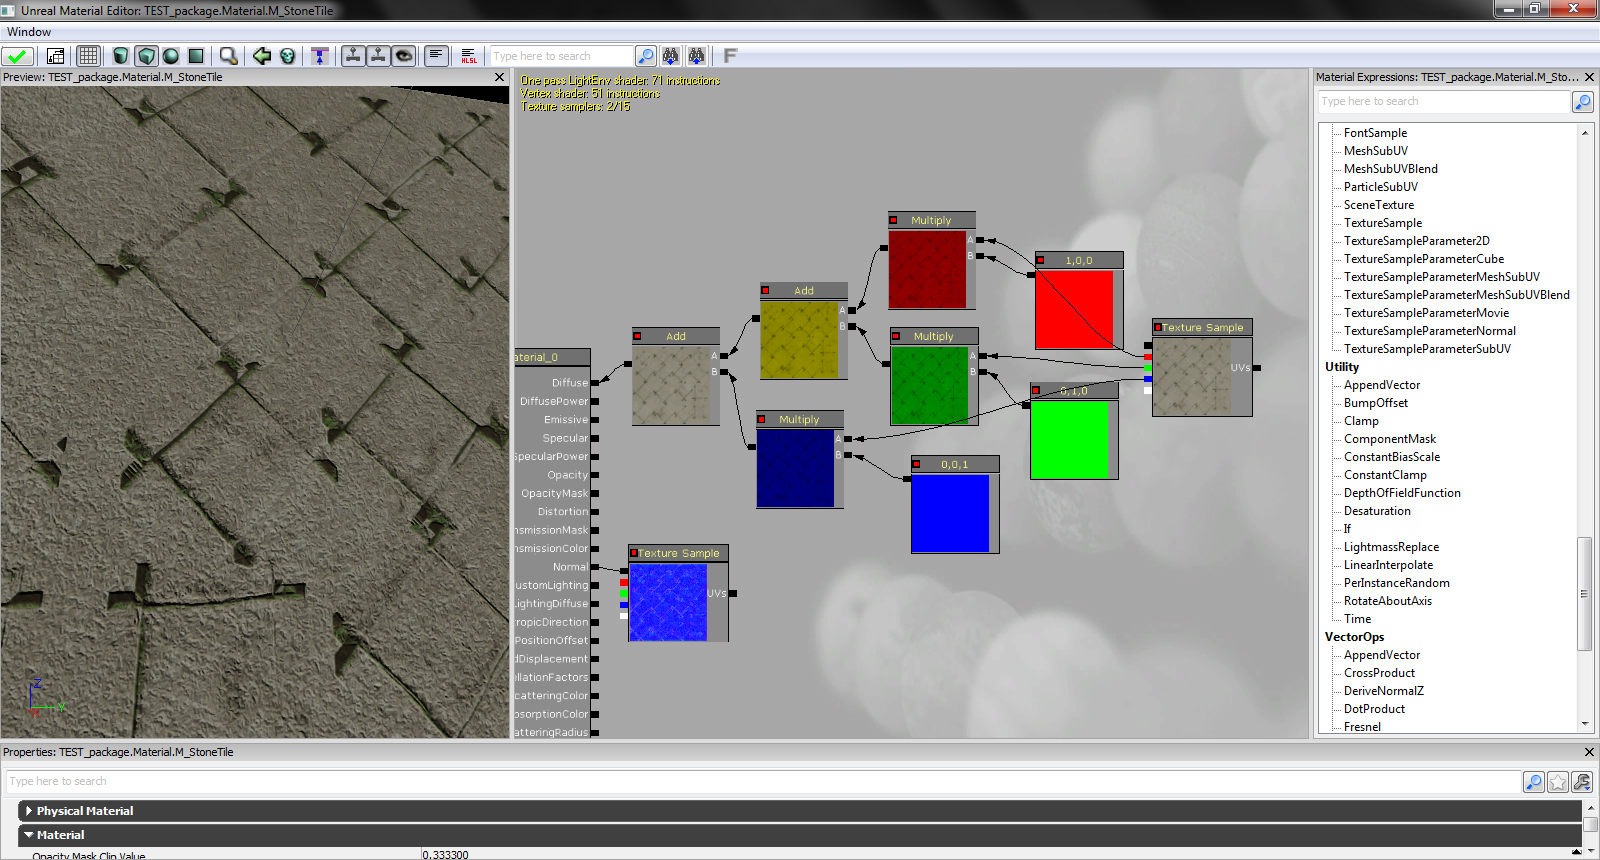 Unreal Material Editor: TEST_package.Material.M_StoneTile
Window
HLSL
Type here to search
F
Preview: TEST_package.Material.M_StoneTile
One pass LightEnv shader: 71 instructions
Vertex shader: 51 instructions
Texture samplers: 2/15
Material Expressions: TEST_package.Material.M_Sto...
Type here to search
FontSample
MeshSubUV
MeshSubUVBlend
ParticleSubUV
SceneTexture
TextureSample
TextureSampleParameter2D
TextureSampleParameterCube
TextureSampleParameterMeshSubUV
TextureSampleParameterMeshSubUVBlend
TextureSampleParameterMovie
TextureSampleParameterNormal
TextureSampleParameterSubUV
Utility
AppendVector
BumpOffset
Clamp
ComponentMask
ConstantBiasScale
ConstantClamp
DepthOfFieldFunction
Desaturation
If
LightmassReplace
LinearInterpolate
PerInstanceRandom
RotateAboutAxis
Time
VectorOps
AppendVector
CrossProduct
DeriveNormalZ
DotProduct
Fresnel
Multiply
A
B
1,0,0
Add
A
B
Texture Sample
UVs
Add
A
B
Multiply
A
B
aterial_0
Diffuse
DiffusePower
Emissive
Specular
SpecularPower
Opacity
OpacityMask
Distortion
nsmissionMask
nsmissionColor
Normal
ustomLighting
LightingDiffuse
tropicDirection
PositionOffset
dDisplacement
ellationFactors
catteringColor
bsorptionColor
atteringRadius
0,1,0
Multiply
A
B
0,0,1
Texture Sample
UVs
Z
Y
Properties: TEST_package.Material.M_StoneTile
Type here to search
Physical Material
Material
Opacity Mask Clip Value
0.333300